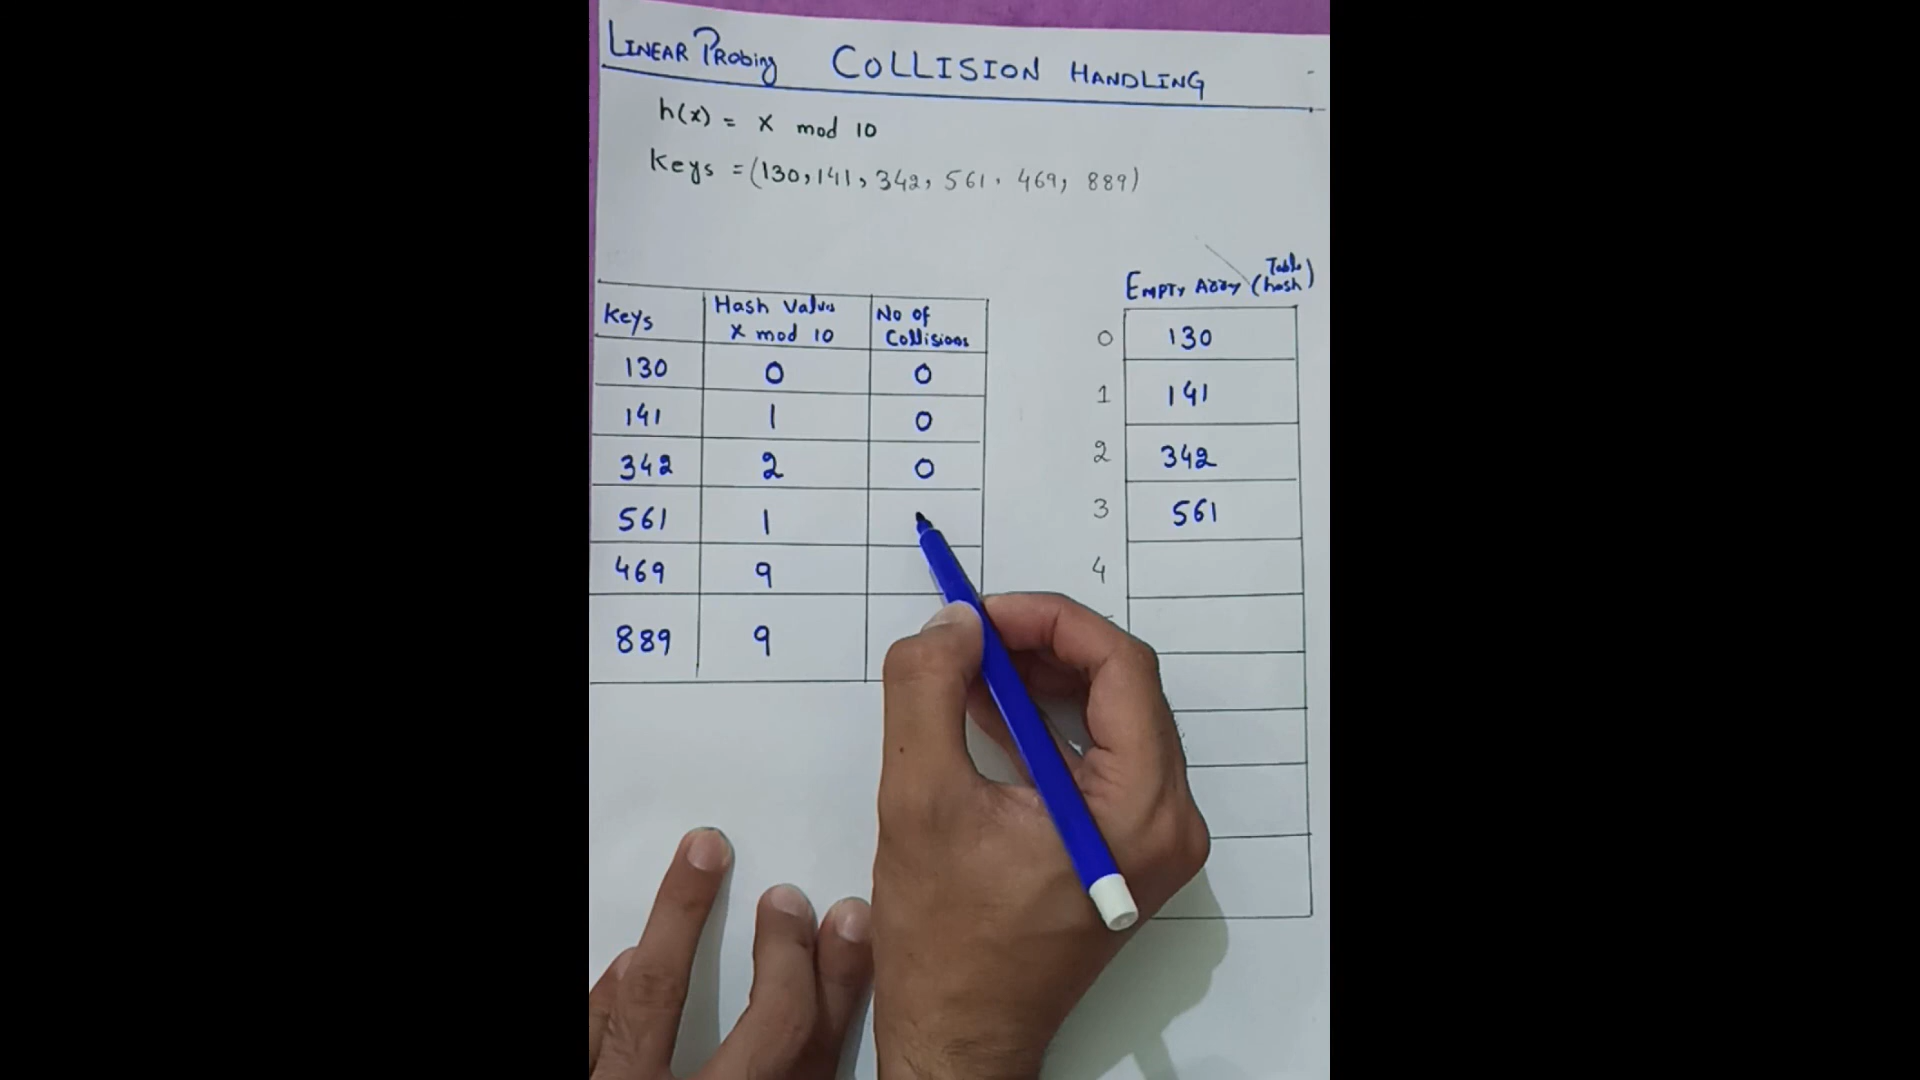 LINEAR PRobing COLLISION HANDLING
h(x) = x mod 10
Keys = (130, 141, 342, 561, 469, 889)
Keys Hash Values x mod 10 No of Collisions
130 0 0
141 1 0
342 2 0
561 1
469 9
889 9
EMPTY (Table hash)
0 130
1 141
2 342
3 561
4